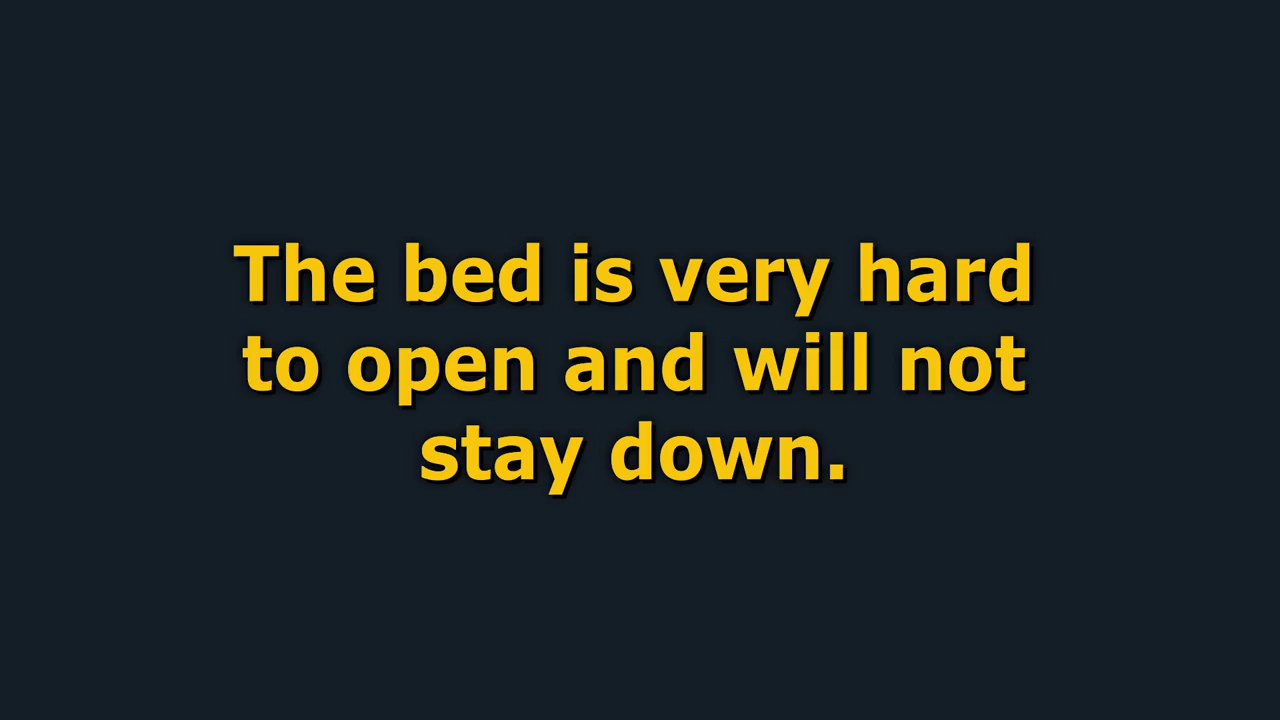 The bed is very hard
to open and will not
stay down.